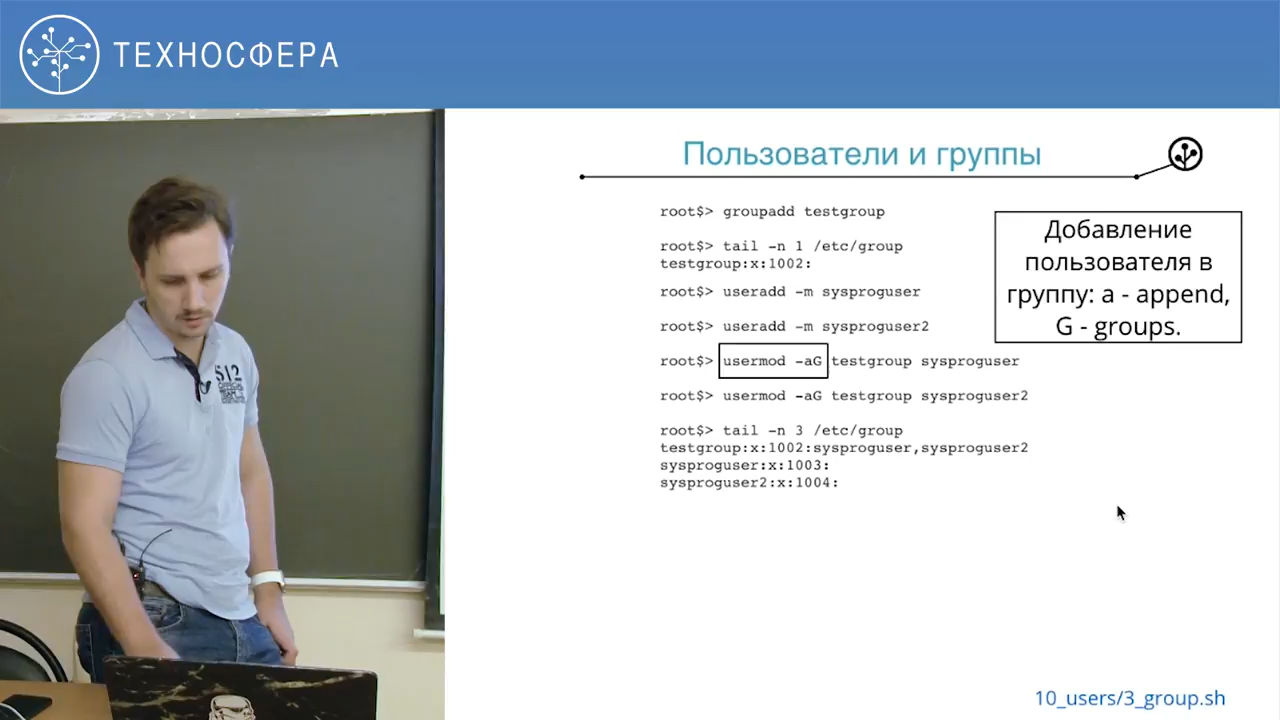 ТЕХНОСФЕРА
Пользователи и группы
root$> groupadd testgroup
root$> tail -n 1 /etc/group
testgroup:x:1002:
root$> useradd -m sysproguser
root$> useradd -m sysproguser2
root$> usermod -aG testgroup sysproguser
root$> usermod -aG testgroup sysproguser2
root$> tail -n 3 /etc/group
testgroup:x:1002:sysproguser,sysproguser2
sysproguser:x:1003:
sysproguser2:x:1004:
Добавление
пользователя в
группу: a - append,
G - groups.
10_users/3_group.sh
512